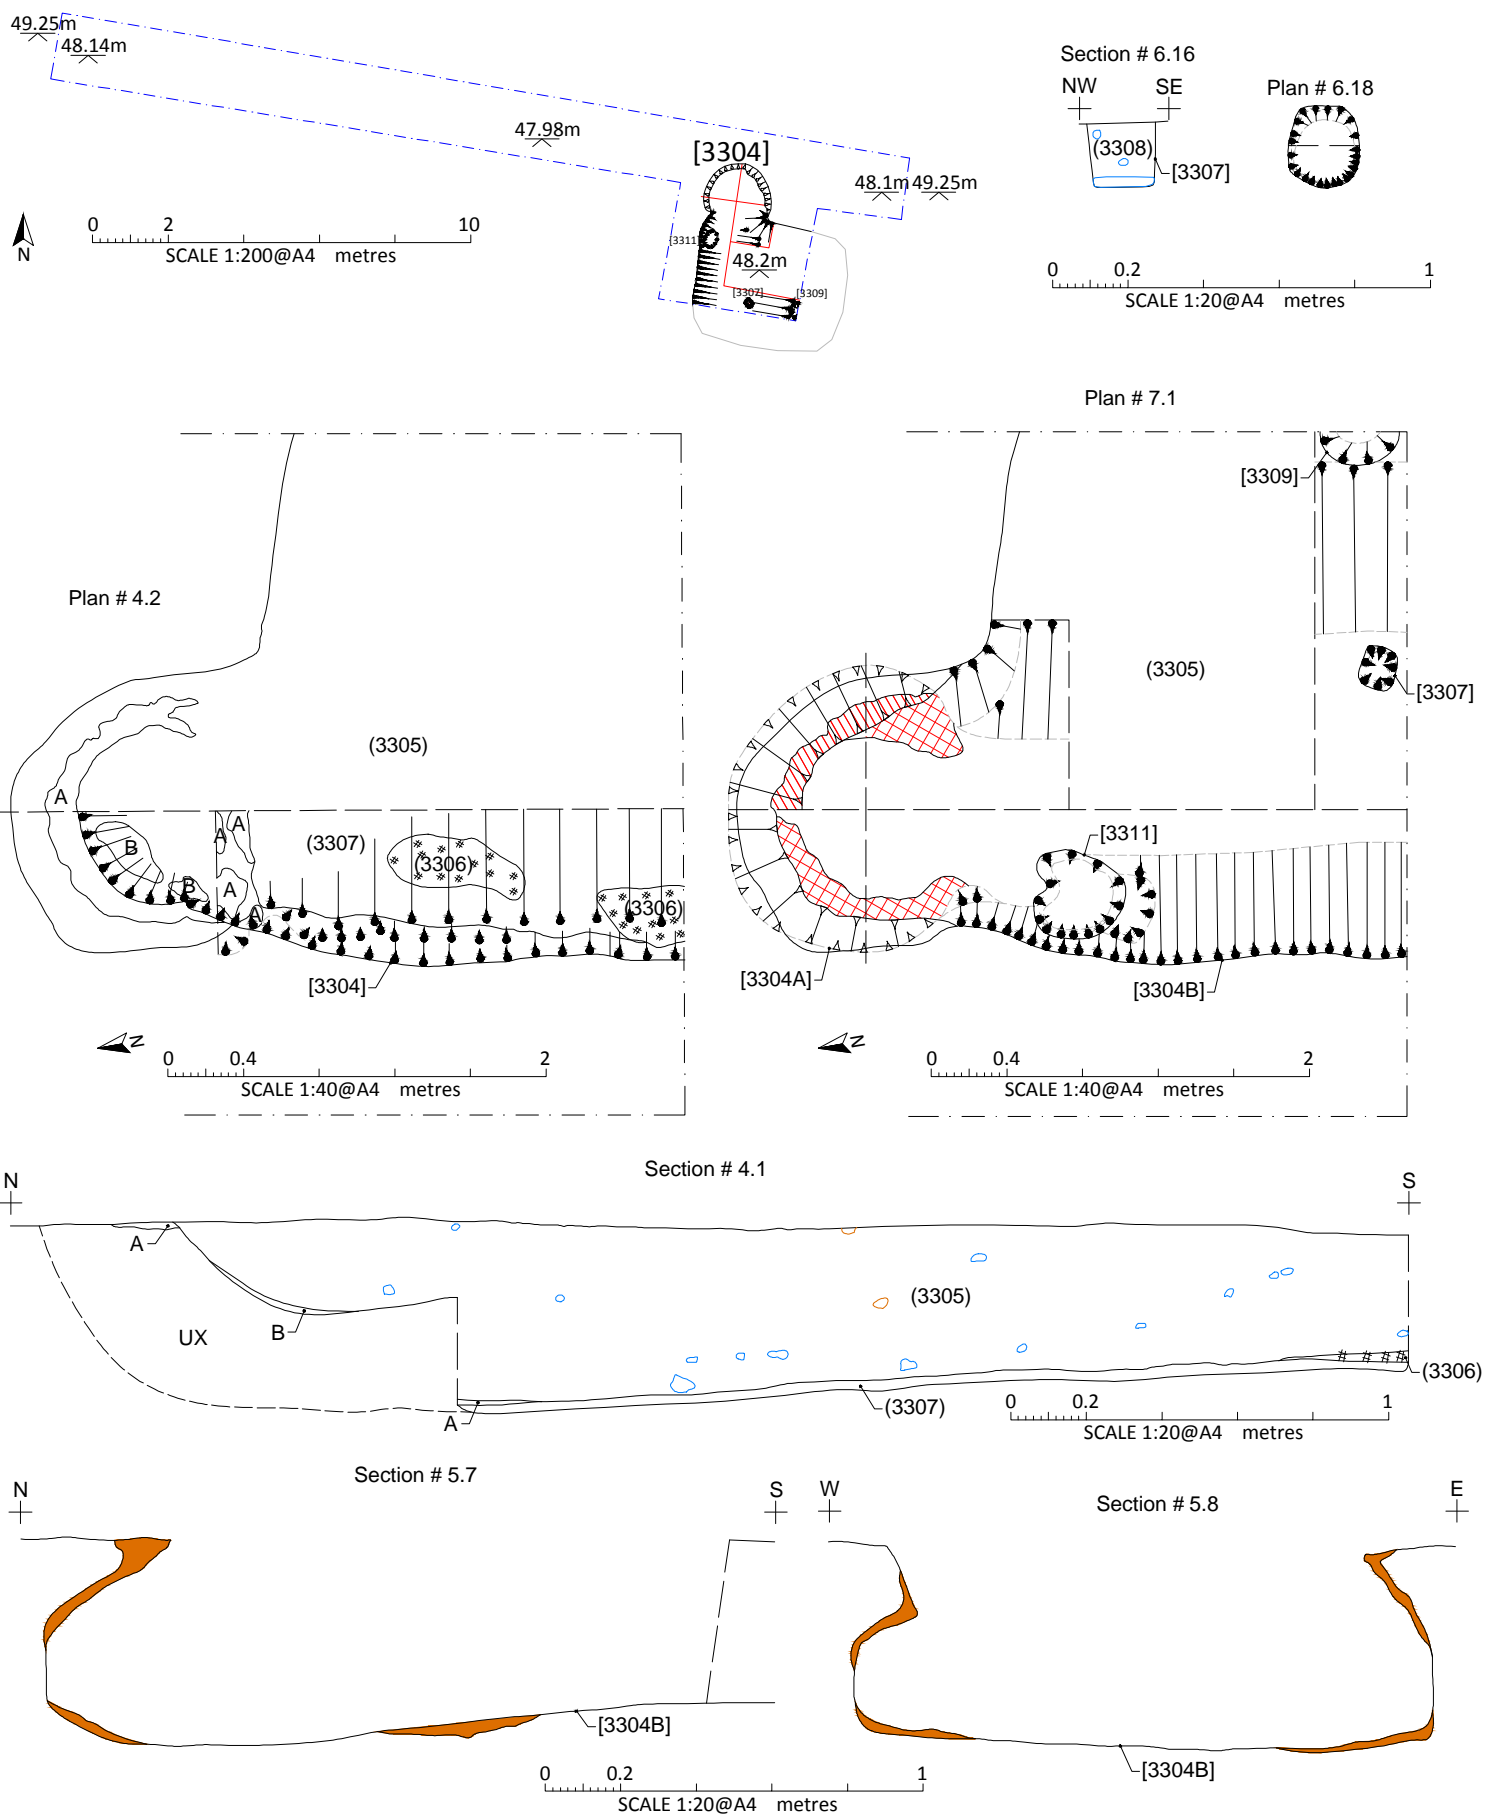 49.25m
48.14m
47.98m
[3304]
48.1m 49.25m
[3311]
48.2m
[3307] [3309]
N
0 2 10
SCALE 1:200@A4 metres
Section # 6.16
NW SE
(3308)
[3307]
Plan # 6.18
0 0.2 1
SCALE 1:20@A4 metres
Plan # 4.2
(3305)
A
B
B
A
A
A
A
(3307)
(3306)
(3306)
[3304]
N
0 0.4 2
SCALE 1:40@A4 metres
Plan # 7.1
[3309]
(3305)
[3307]
[3311]
[3304A]
[3304B]
N
0 0.4 2
SCALE 1:40@A4 metres
Section # 4.1
N S
A
B
UX
(3305)
(3306)
A
(3307)
0 0.2 1
SCALE 1:20@A4 metres
Section # 5.7
N S
[3304B]
Section # 5.8
W E
[3304B]
0 0.2 1
SCALE 1:20@A4 metres